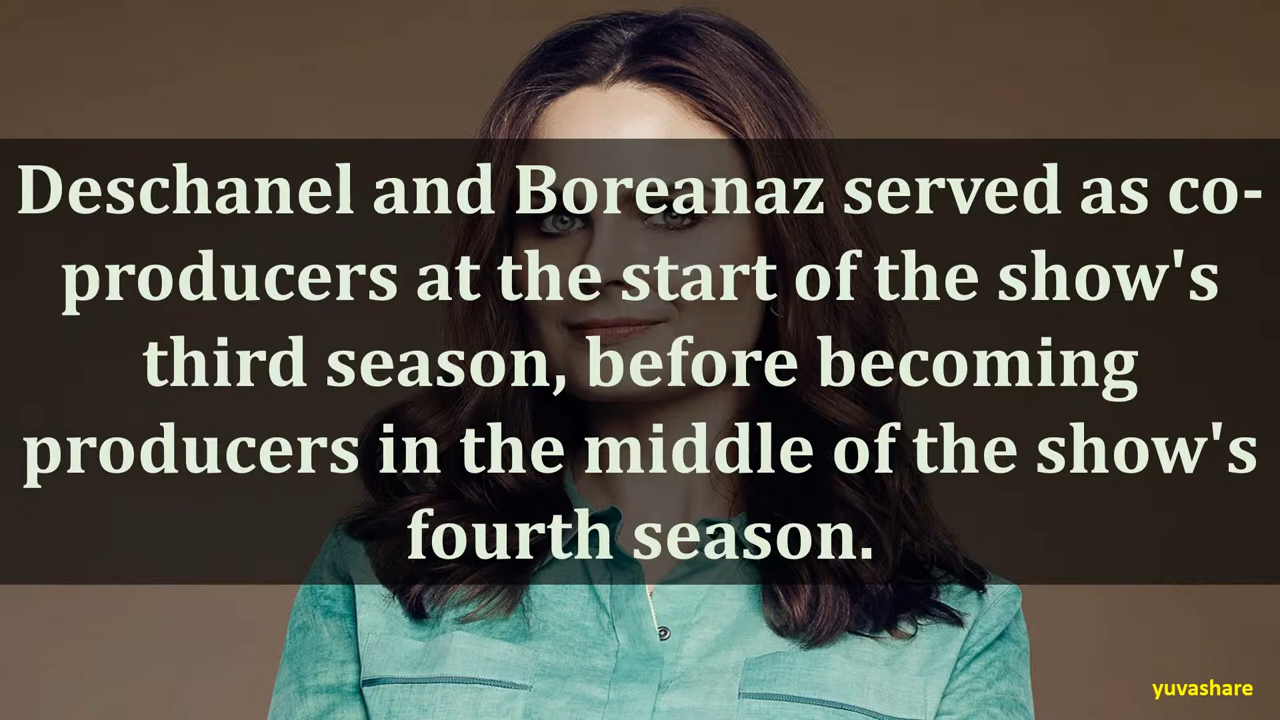 Deschanel and Boreanaz served as co-
producers at the start of the show's
third season, before becoming
producers in the middle of the show's
fourth season.
yuvashare